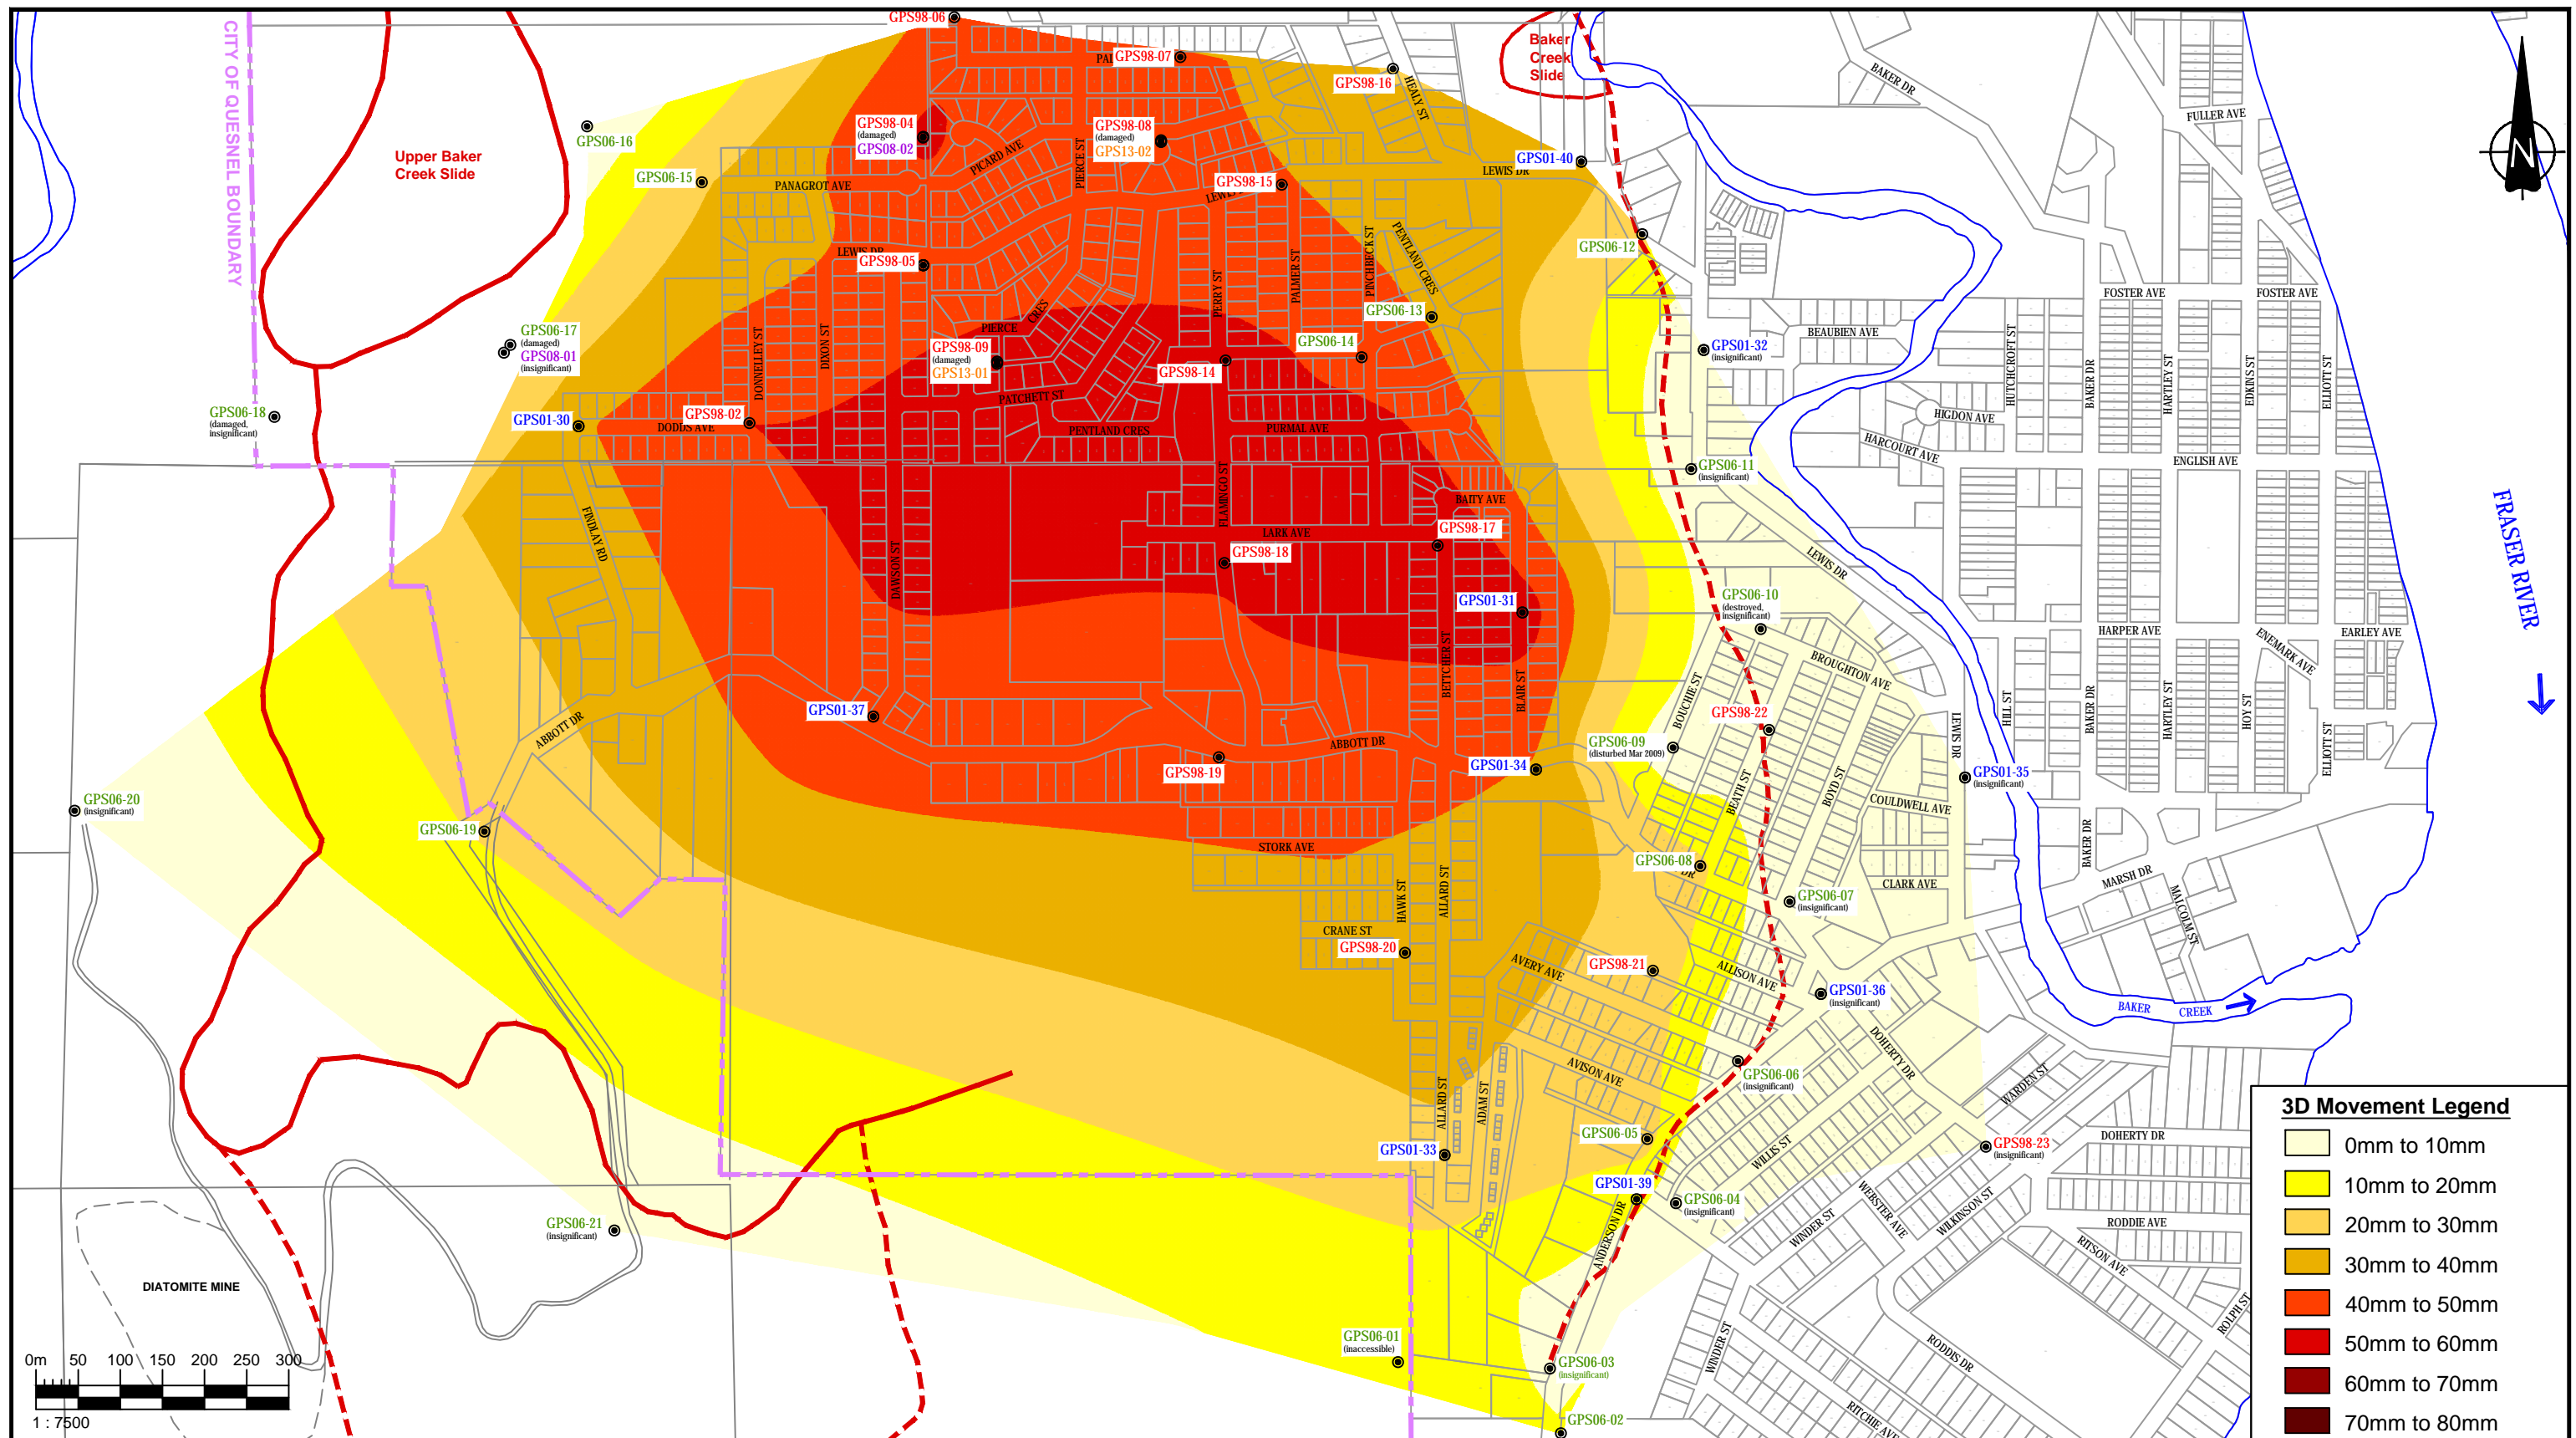 GPS98-06
CITY OF QUESNEL BOUNDARY
GPS98-07
GPS98-16
HEALY ST
Baker
Creek
Slide
BAKER DR
FULLER AVE
N
GPS06-16
Upper Baker
Creek Slide
GPS98-04
(damaged)
GPS08-02
GPS98-08
(damaged)
GPS13-02
PICARD AVE
PIERCE ST
GPS01-40
LEWIS DR
GPS06-15
PANAGROT AVE
GPS98-15
GPS06-12
LEWIS DR
GPS98-05
PERRY ST
PALMER ST
PINCHBECK ST
PENTLAND CRES
FOSTER AVE
FOSTER AVE
GPS06-13
PIERCE CRES
BEAUBIEN AVE
GPS06-17
(damaged)
GPS08-01
(insignificant)
DONNELLEY ST
DIXON ST
GPS98-09
(damaged)
GPS13-01
GPS98-14
GPS06-14
GPS01-32
(insignificant)
HUTCHCROFT ST
BAKER DR
HARTLEY ST
EDKINS ST
ELLIOTT ST
PATCHETT ST
GPS06-18
(damaged,
insignificant)
GPS01-30
GPS98-02
DODDS AVE
PENTLAND CRES
PURMAL AVE
HIGDON AVE
HARCOURT AVE
ENGLISH AVE
GPS06-11
(insignificant)
FLAMINGO ST
BAITY AVE
FINDLAY RD
LARK AVE
GPS98-17
FRASER RIVER
DAWSON ST
GPS98-18
LEWIS DR
GPS01-31
GPS06-10
(destroyed,
insignificant)
HARPER AVE
ENEMARK AVE
EARLEY AVE
BETTCHER ST
BLAIR ST
BOUCHIE ST
BROUGHTON AVE
GPS01-37
ABBOTT DR
GPS98-22
LEWIS DR
HILL ST
BAKER DR
HARTLEY ST
HOY ST
ELLIOTT ST
ABBOTT DR
GPS06-09
(disturbed Mar 2009)
GPS98-19
GPS01-34
BEATH ST
BOYD ST
GPS01-35
(insignificant)
GPS06-20
(insignificant)
COULDWELL AVE
GPS06-19
STORK AVE
GPS06-08
DR
BAKER DR
CLARK AVE
MARSH DR
HAWK ST
ALLARD ST
GPS06-07
(insignificant)
MALCOLM ST
CRANE ST
GPS98-20
AVERY AVE
GPS98-21
ALLISON AVE
GPS01-36
(insignificant)
BAKER CREEK
DOHERTY DR
AVISON AVE
GPS06-06
(insignificant)
WARDEN ST
ALLARD ST
ADAM ST
GPS06-05
WILLIS ST
GPS98-23
(insignificant)
DOHERTY DR
GPS01-33
GPS01-39
GPS06-04
(insignificant)
WEBSTER AVE
WILKINSON ST
WINDER ST
RODDIE AVE
GPS06-21
(insignificant)
ANDERSON DR
RITSON AVE
DIATOMITE MINE
ROLPH ST
GPS06-01
(inaccessible)
GPS06-03
(insignificant)
WINDER ST
RODDIS DR
GPS06-02
RITCHIE AVE
0m 50 100 150 200 250 300
1 : 7500
3D Movement Legend
0mm to 10mm
10mm to 20mm
20mm to 30mm
30mm to 40mm
40mm to 50mm
50mm to 60mm
60mm to 70mm
70mm to 80mm